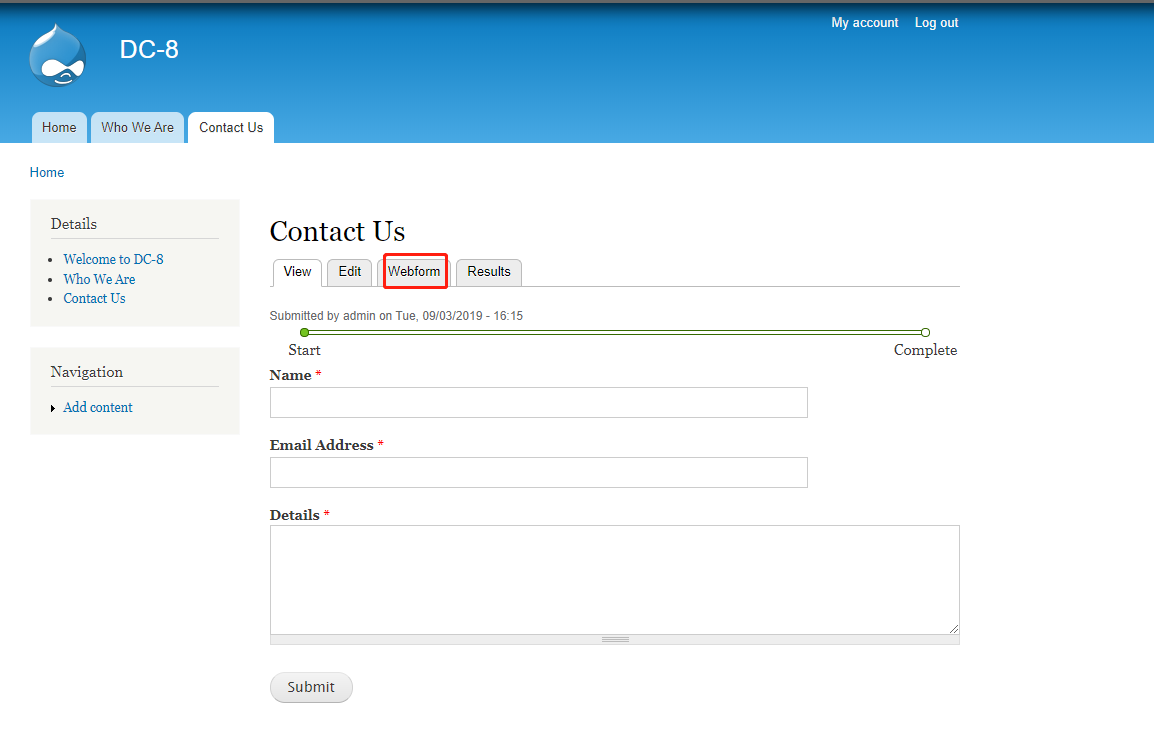 My account Log out
DC-8
Home Who We Are Contact Us
Home
Details
Welcome to DC-8
Who We Are
Contact Us
Navigation
Add content
Contact Us
View Edit Webform Results
Submitted by admin on Tue, 09/03/2019 - 16:15
Start Complete
Name *
Email Address *
Details *
Submit